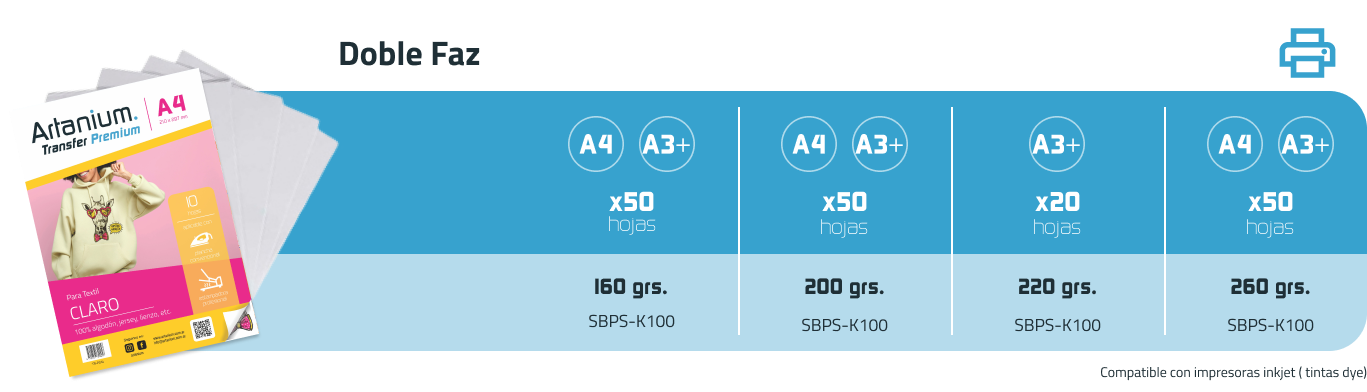 Doble Faz
Artanium.
Transfer Premium
A4
210 x 297 mm.
10
Para Textil
CLARO
100% algodón, jersey, lienzo, etc.
A4 A3+
x50
hojas
160 grs.
SBPS-K100
A4 A3+
x50
hojas
200 grs.
SBPS-K100
A3+
x20
hojas
220 grs.
SBPS-K100
A4 A3+
x50
hojas
260 grs.
SBPS-K100
Compatible con impresoras inkjet ( tintas dye)